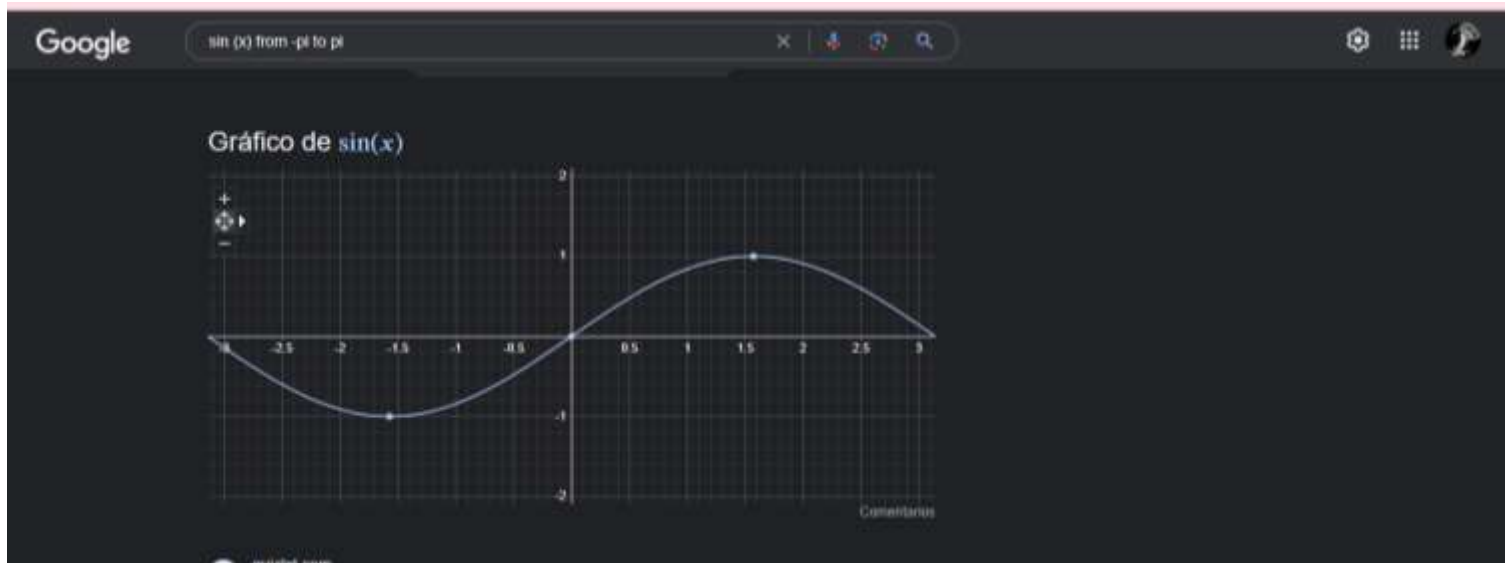 Google
sin (x) from -pi to pi
Gráfico de sin(x)
2
1
-3 -2.5 -2 -1.5 -1 -0.5 0.5 1 1.5 2 2.5 3
-1
-2
Comentarios